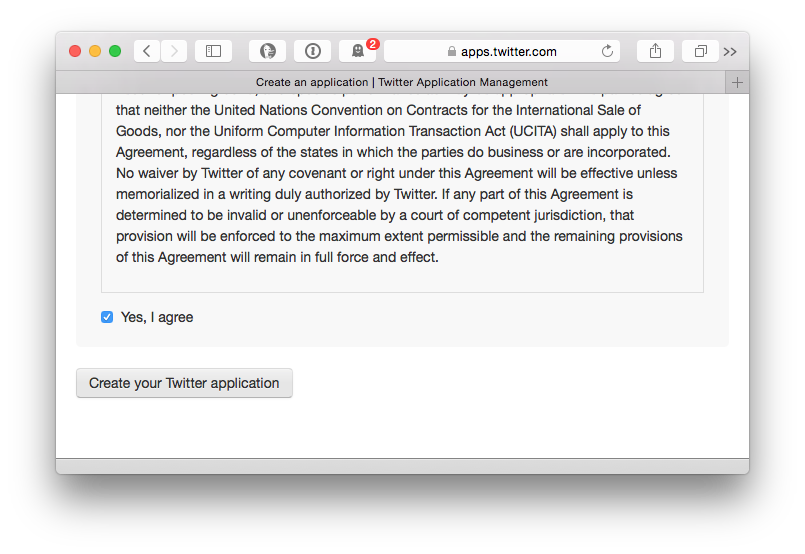 2
apps.twitter.com
Create an application | Twitter Application Management
that neither the United Nations Convention on Contracts for the International Sale of
Goods, nor the Uniform Computer Information Transaction Act (UCITA) shall apply to this
Agreement, regardless of the states in which the parties do business or are incorporated.
No waiver by Twitter of any covenant or right under this Agreement will be effective unless
memorialized in a writing duly authorized by Twitter. If any part of this Agreement is
determined to be invalid or unenforceable by a court of competent jurisdiction, that
provision will be enforced to the maximum extent permissible and the remaining provisions
of this Agreement will remain in full force and effect.
Yes, I agree
Create your Twitter application